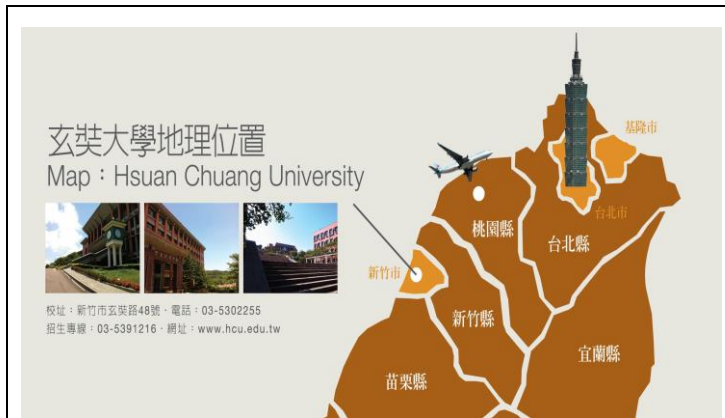 玄奘大學地理位置
Map：Hsuan Chuang University
校址：新竹市玄奘路48號・電話：03-5302255
招生專線：03-5391216・網址：www.hcu.edu.tw
基隆市
台北市
桃園縣
台北縣
新竹市
新竹縣
宜蘭縣
苗栗縣